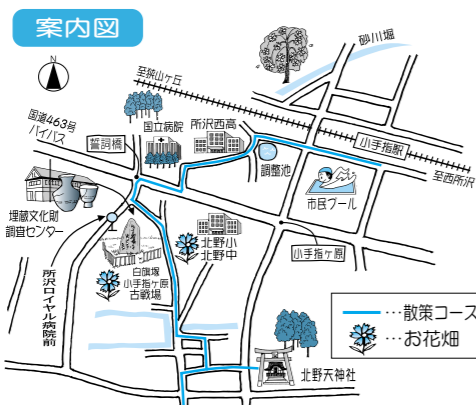 案内図
N
砂川堀
至狭山ヶ丘
国道463号
バイパス
誓詞橋
国立病院
所沢西高
調整池
小手指駅
至西所沢
市民プール
埋蔵文化財
調査センター
所沢ロイヤル病院前
白旗塚
小手指ヶ原
古戦場
北野小
北野中
小手指ヶ原
北野天神社
…散策コース
…お花畑